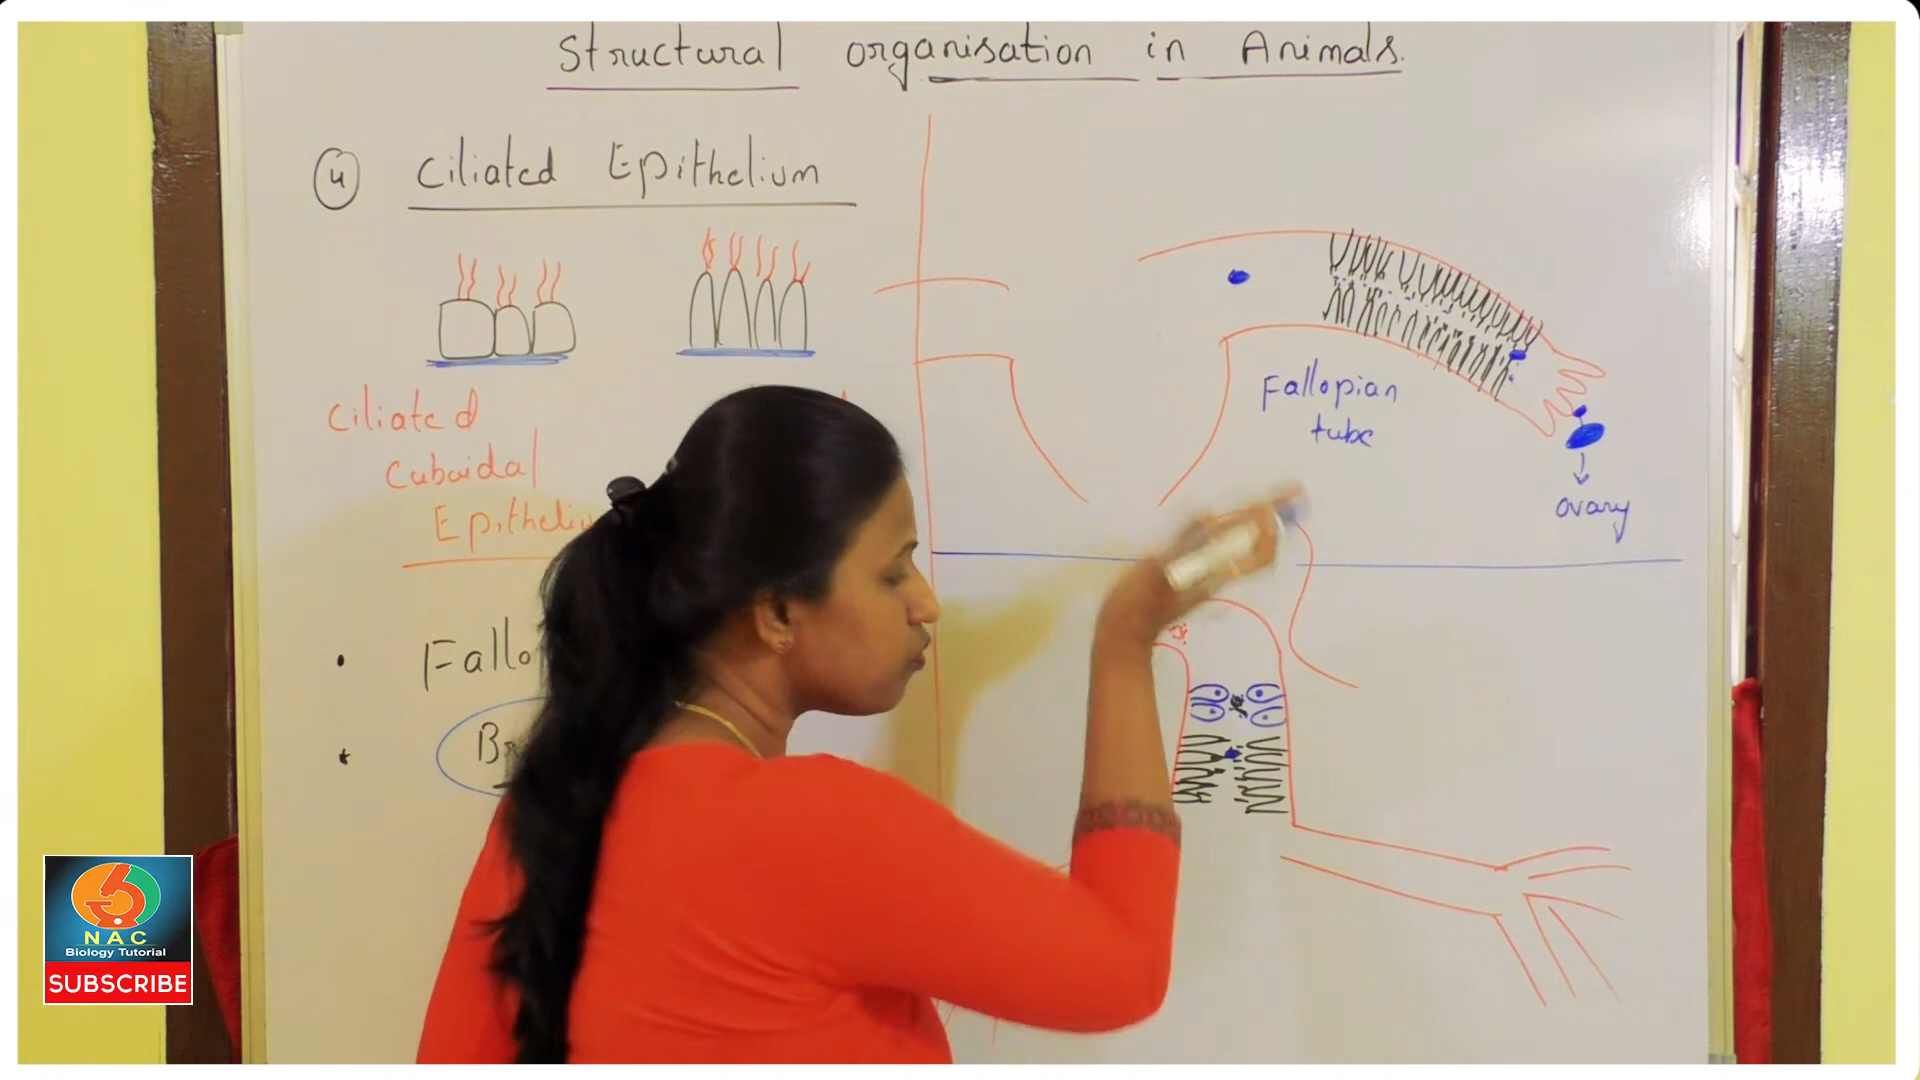 Structural organisation in Animals.
4 Ciliated Epithelium
Ciliated
Cuboidal
Fallopian
tube
ovary
NAC
Biology Tutorial
SUBSCRIBE